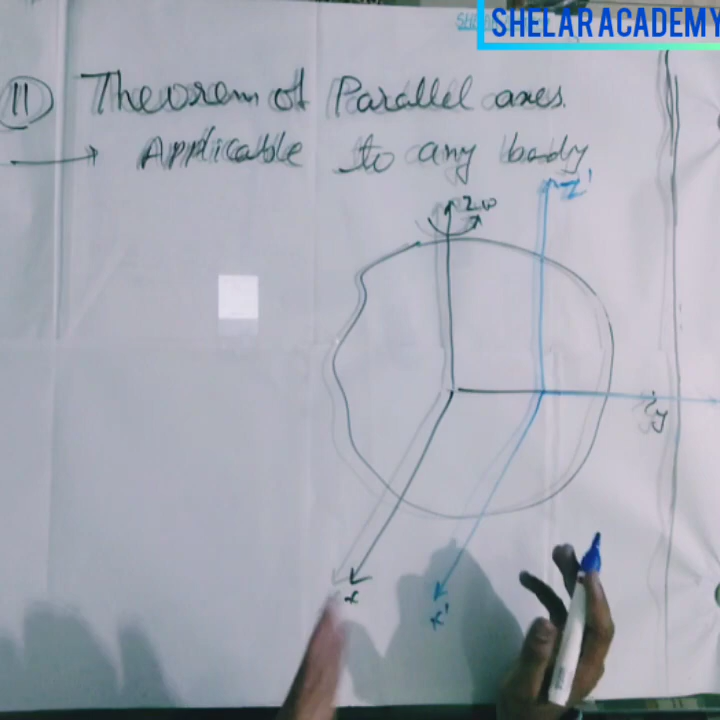 SHELAR ACADEMY
(11) Theorem of Parallel axes.
→ Applicable to any body
Z ω
Z'
y
x
x'